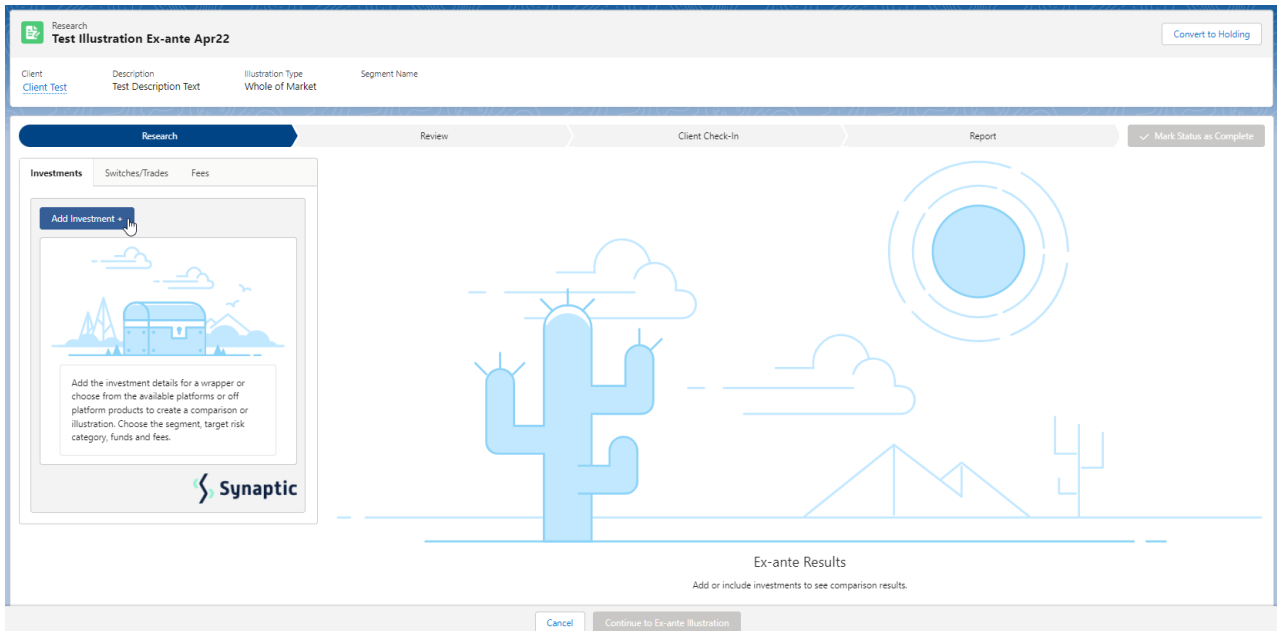 Research
Test Illustration Ex-ante Apr22
Convert to Holding
Client
Description
Illustration Type
Segment Name
Client Test
Test Description Text
Whole of Market
Research
Review
Client Check-In
Report
Mark Status as Complete
Investments
Switches/Trades
Fees
Add Investment +
Add the investment details for a wrapper or
choose from the available platforms or off
platform products to create a comparison or
illustration. Choose the segment, target risk
category, funds and fees.
Synaptic
Ex-ante Results
Add or include investments to see comparison results.
Cancel
Continue to Ex-ante Illustration